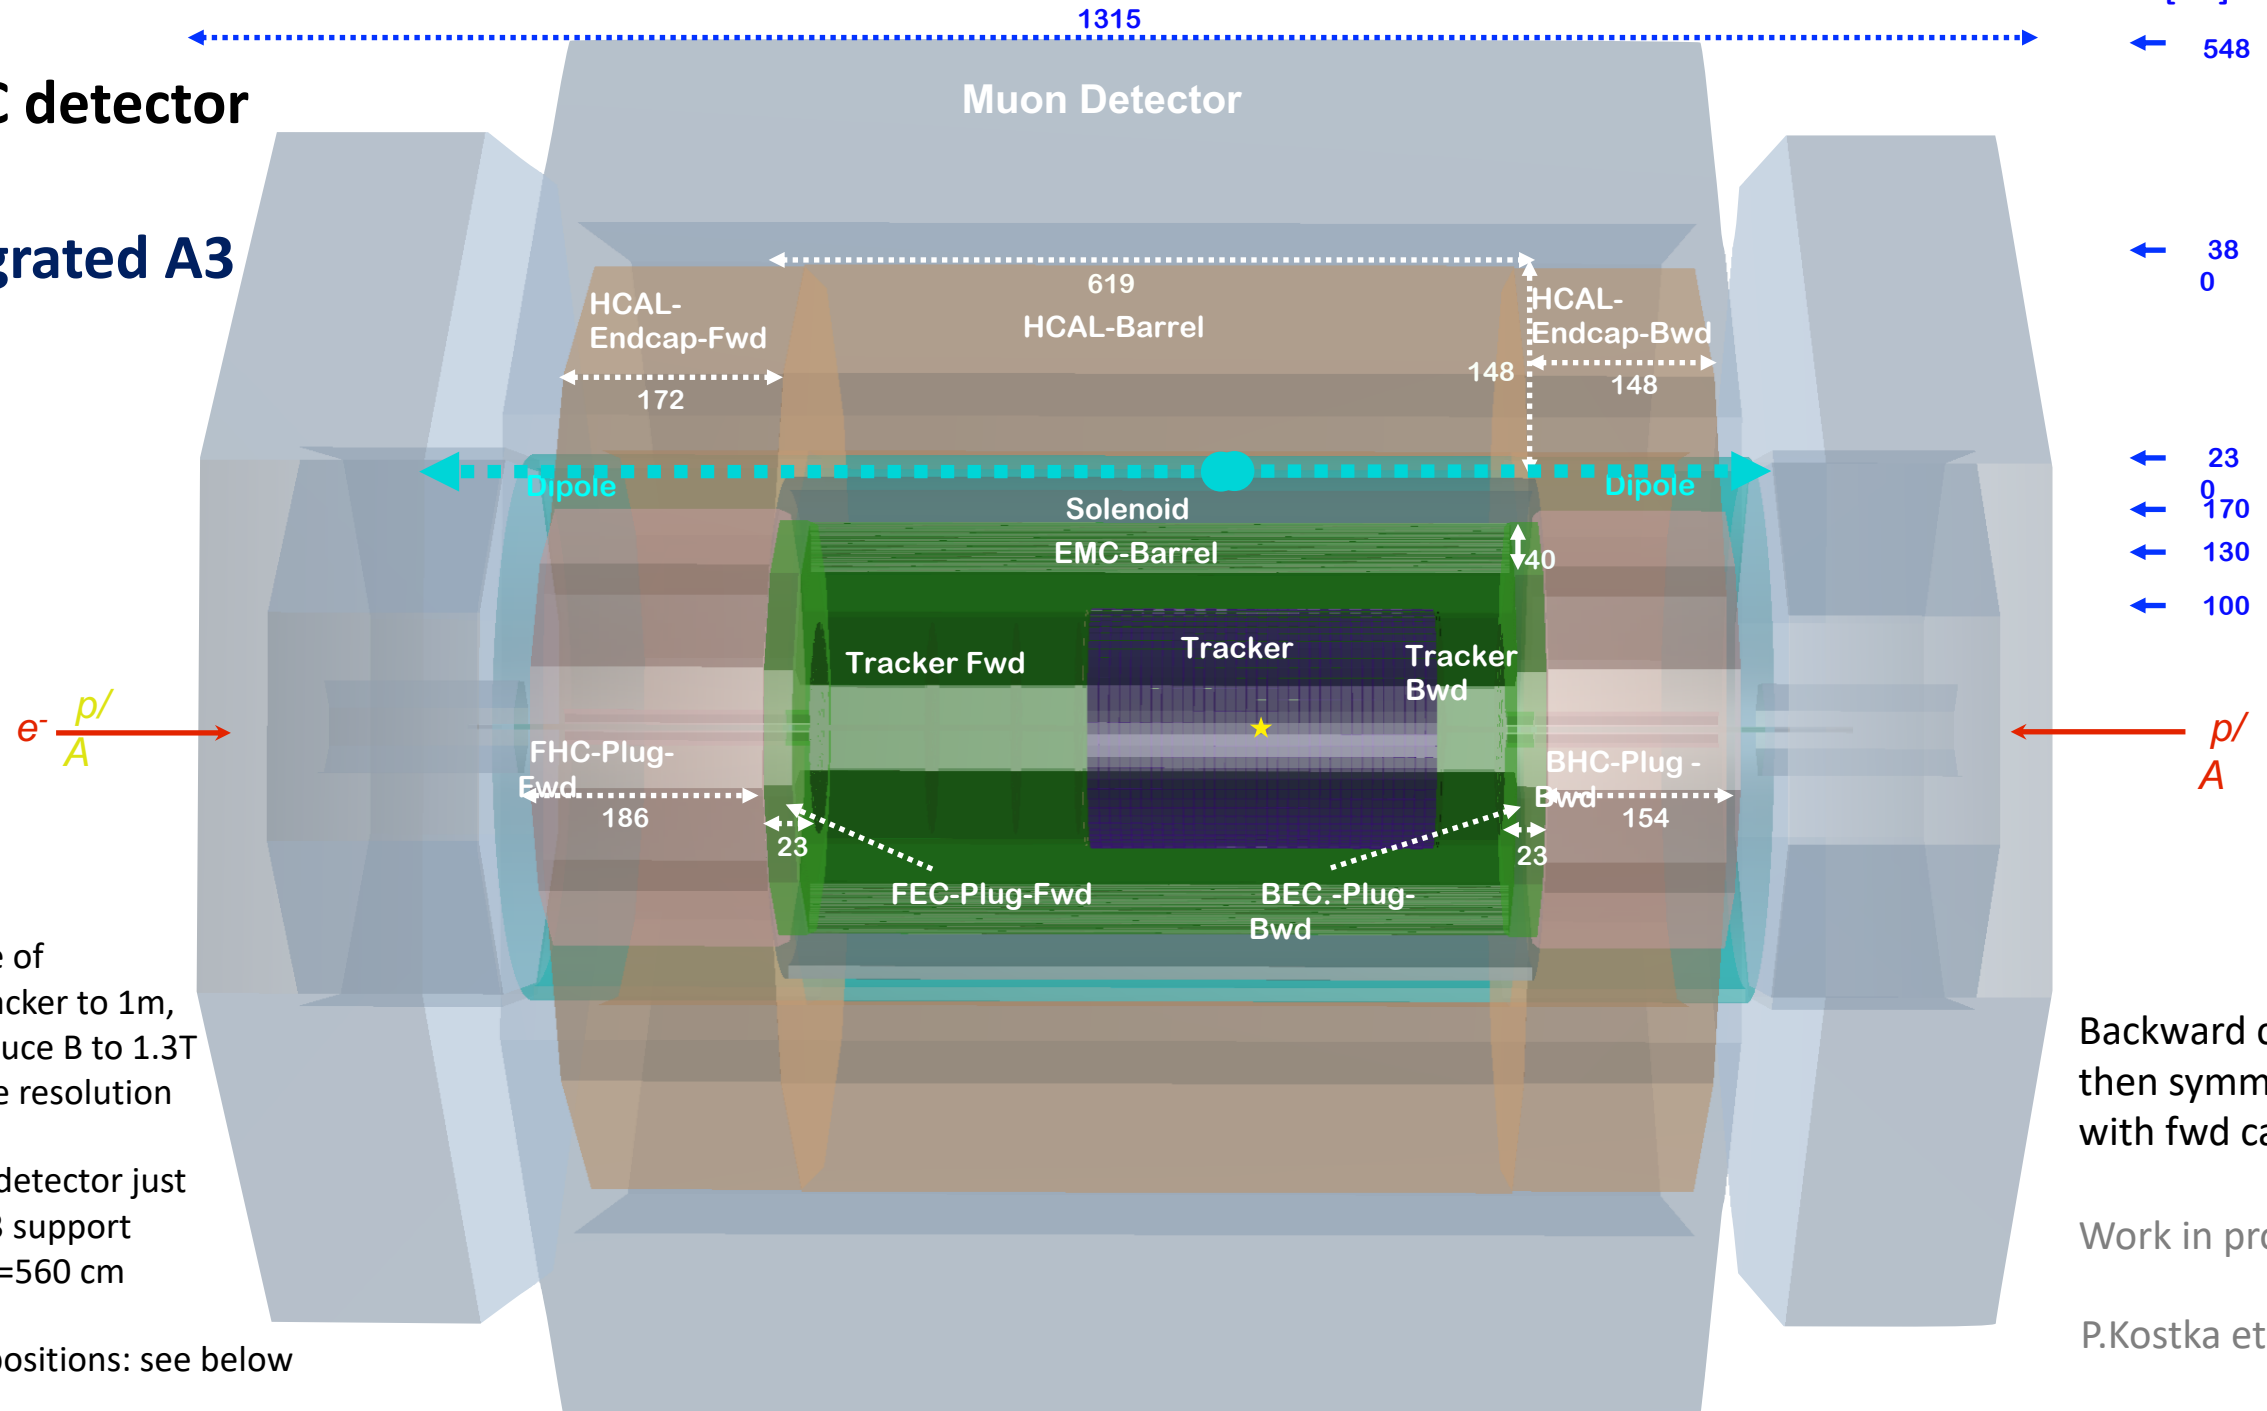 1315
548
C detector
Muon Detector
grated A3
38
0
619
HCAL-
Endcap-Fwd
HCAL-Barrel
HCAL-
Endcap-Bwd
148
148
172
23
0
Dipole
Dipole
Solenoid
170
EMC-Barrel
40
130
100
Tracker Fwd
Tracker
Tracker
Bwd
e-
p/
A
p/
A
FHC-Plug-
Fwd
BHC-Plug -
Bwd
186
154
23
23
FEC-Plug-Fwd
BEC.-Plug-
Bwd
e of
acker to 1m,
uce B to 1.3T
e resolution
detector just
support
=560 cm
positions: see below
Backward
then symm
with fwd ca
Work in pro
P.Kostka et